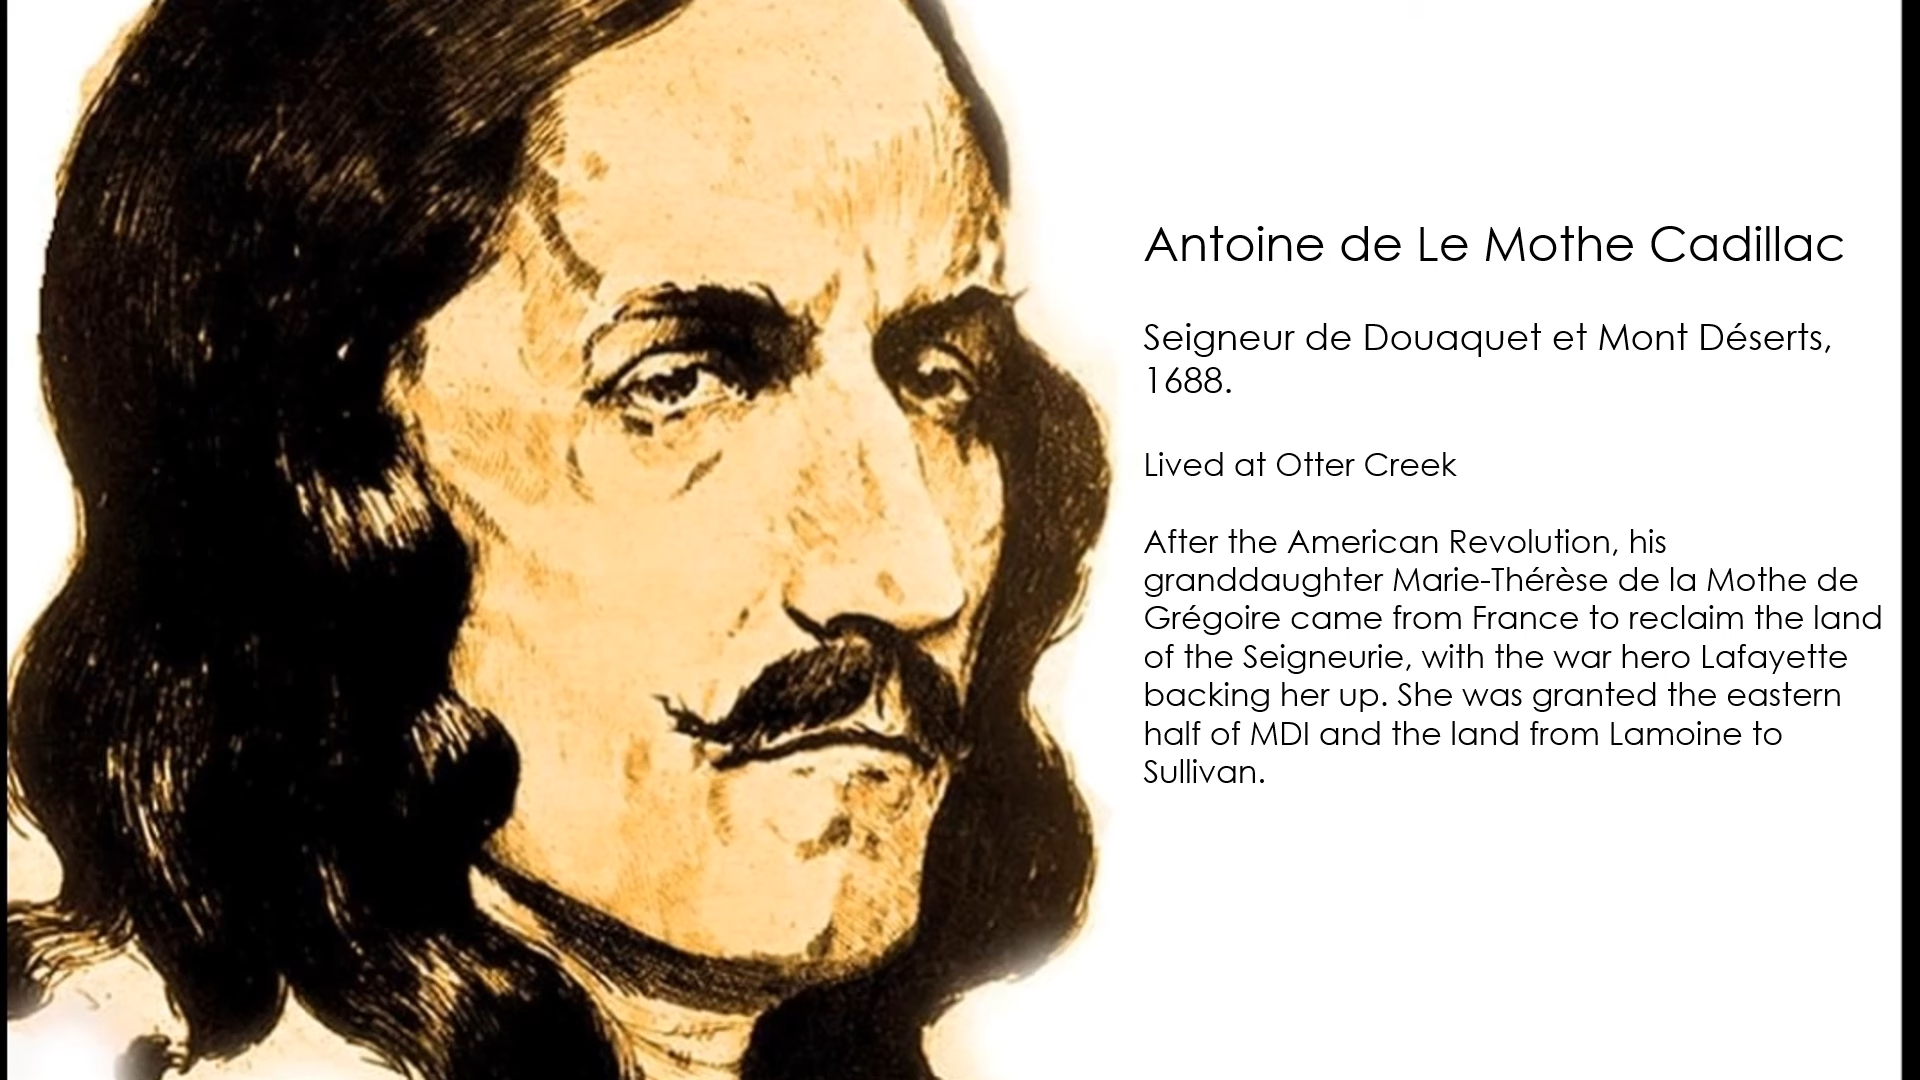 Antoine de Le Mothe Cadillac
Seigneur de Douaquet et Mont Déserts,
1688.
Lived at Otter Creek
After the American Revolution, his
granddaughter Marie-Thérèse de la Mothe de
Grégoire came from France to reclaim the land
of the Seigneurie, with the war hero Lafayette
backing her up. She was granted the eastern
half of MDI and the land from Lamoine to
Sullivan.